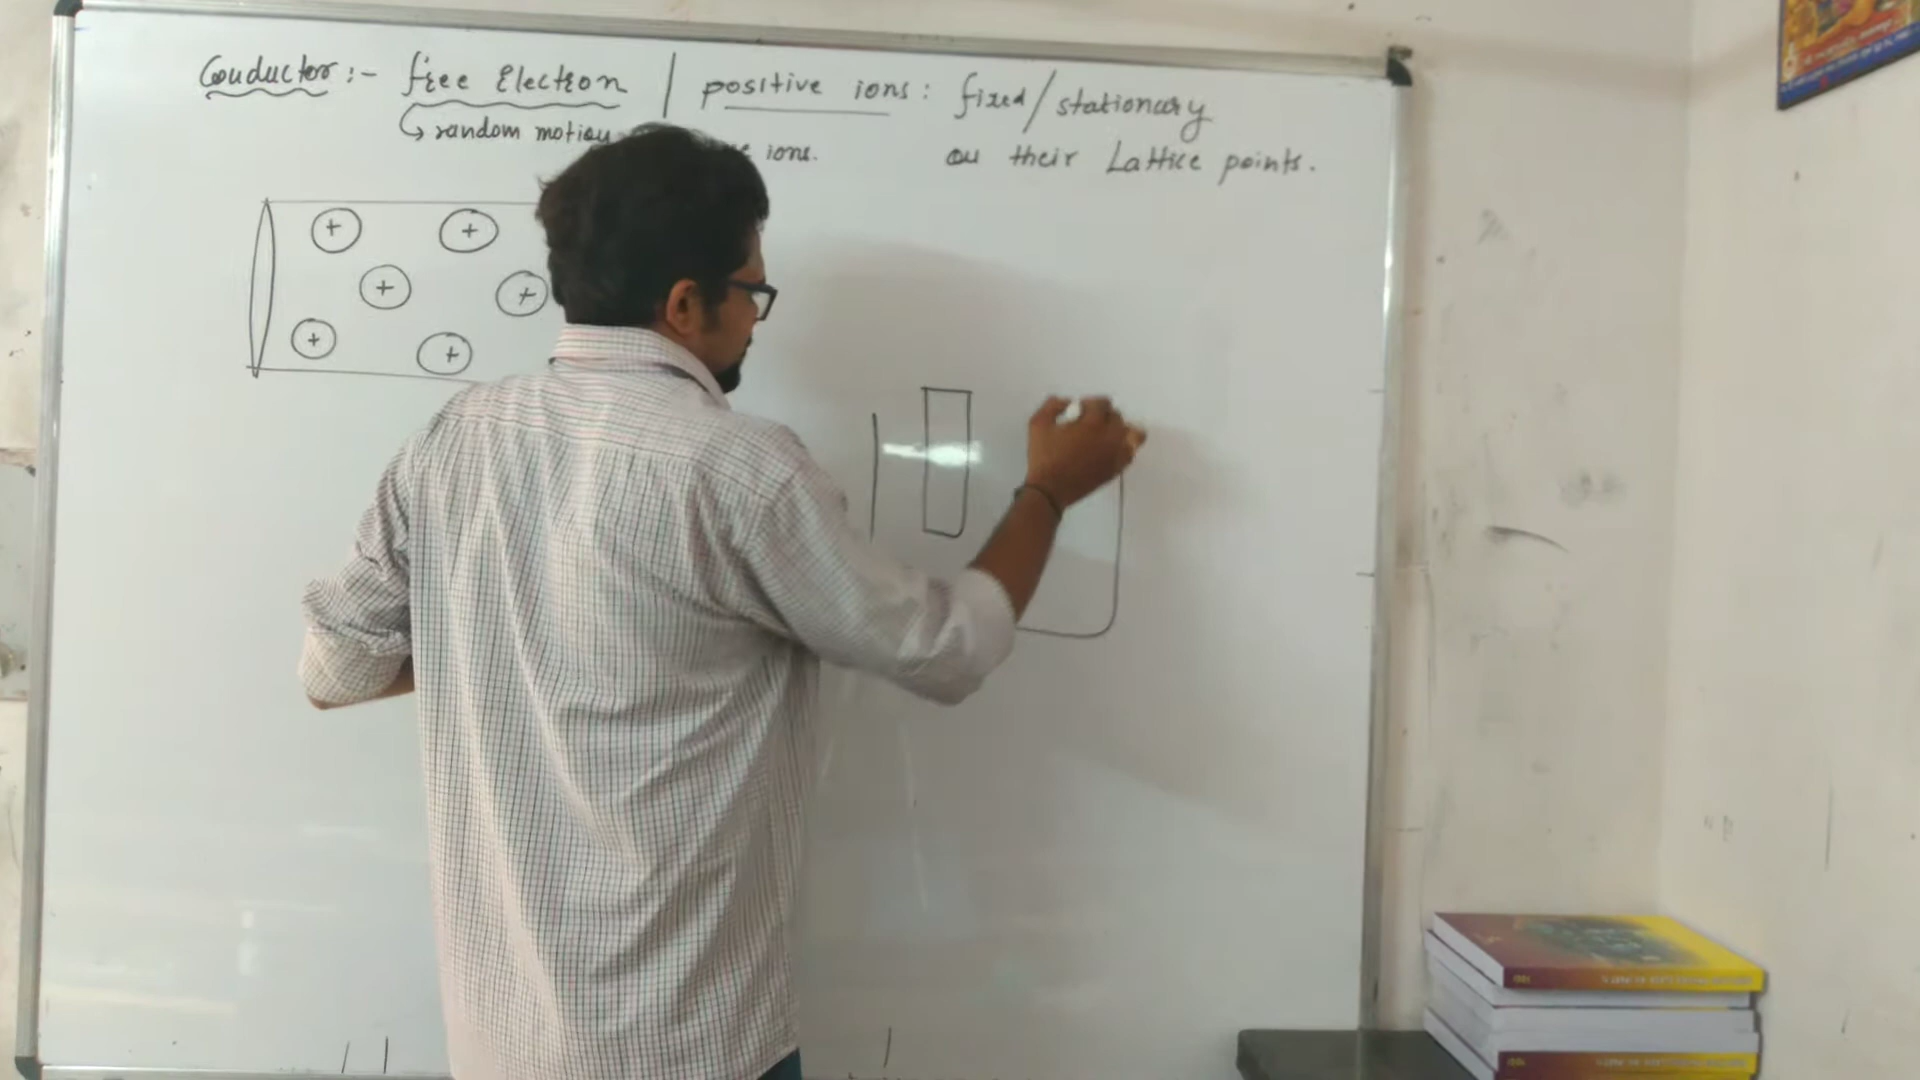 Conductor :- free Electron | positive ions : fixed/stationary
↳ random motion ions. on their Lattice points.
+ +
+ +
+ +